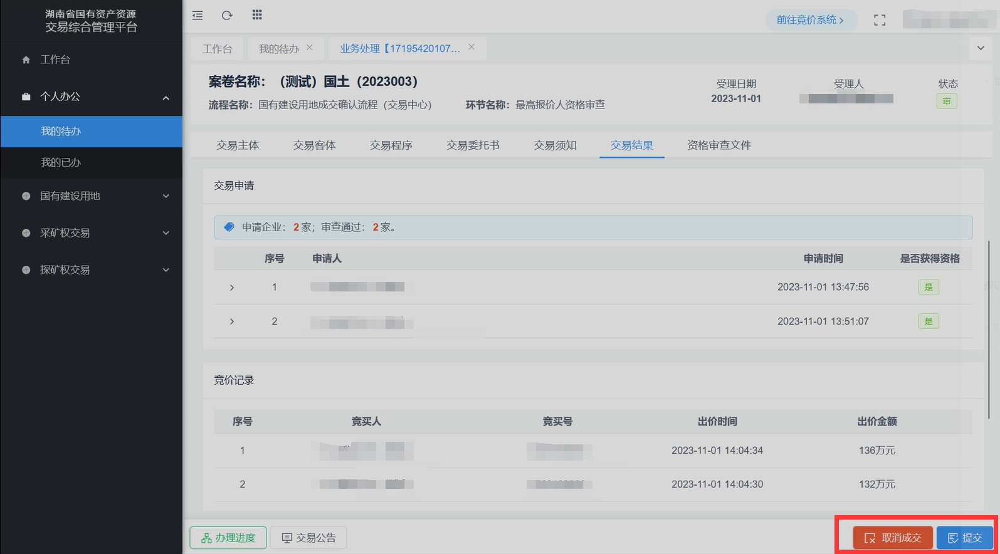 湖南省国有资产资源
交易综合管理平台
前往竞价系统
工作台
我的待办
业务处理【17195420107...
工作台
个人办公
我的待办
我的已办
国有建设用地
采矿权交易
探矿权交易
案卷名称：（测试）国土（2023003）
流程名称：国有建设用地成交确认流程（交易中心） 环节名称：最高报价人资格审查
受理日期 受理人 状态
2023-11-01 审
交易主体 交易客体 交易程序 交易委托书 交易须知 交易结果 资格审查文件
交易申请
申请企业：2家；审查通过：2家。
序号 申请人 申请时间 是否获得资格
1 2023-11-01 13:47:56 是
2 2023-11-01 13:51:07 是
竞价记录
序号 竞买人 竞买号 出价时间 出价金额
1 2023-11-01 14:04:34 136万元
2 2023-11-01 14:04:30 132万元
办理进度 交易公告 取消成交 提交